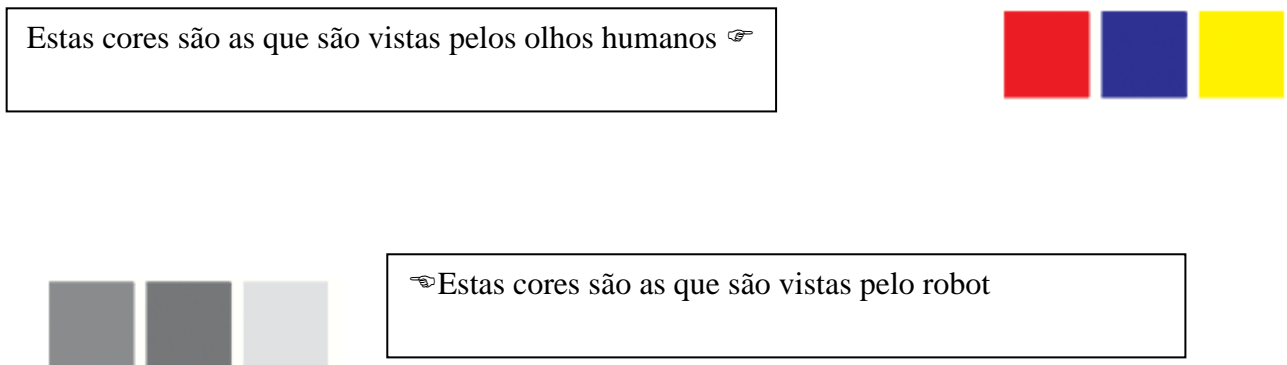 Estas cores são as que são vistas pelos olhos humanos ☞
☜Estas cores são as que são vistas pelo robot